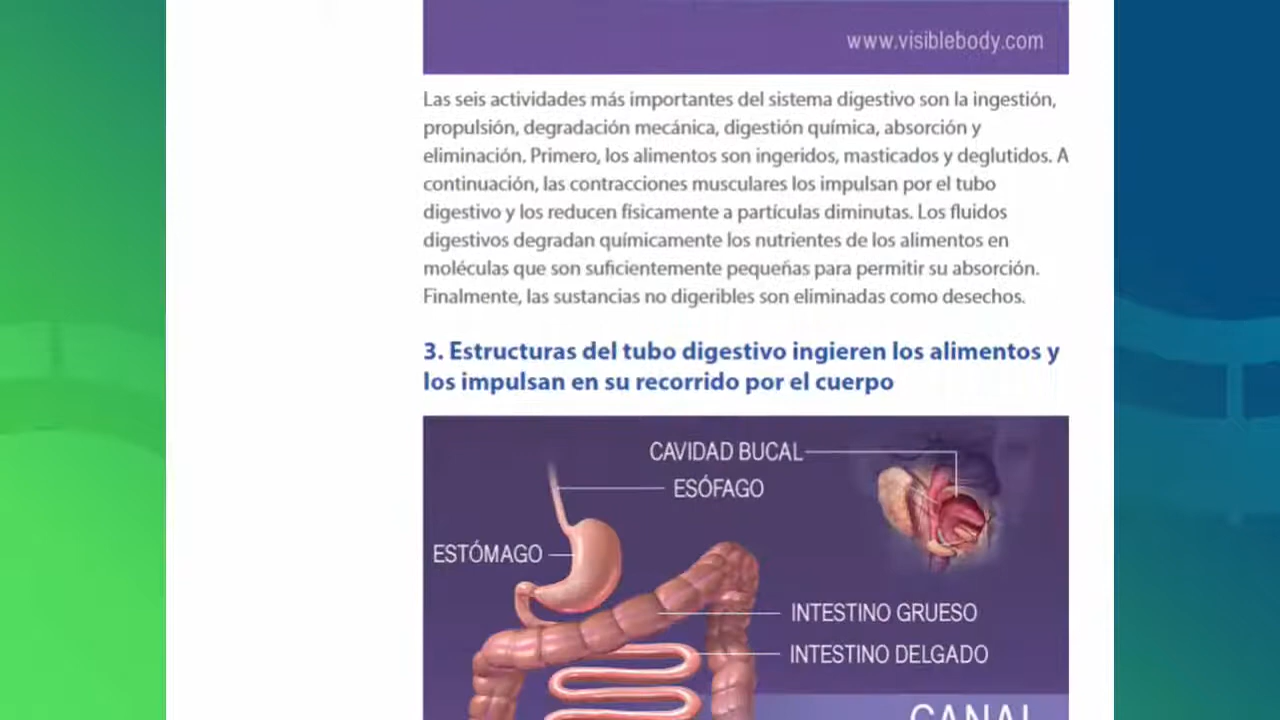 www.visiblebody.com
Las seis actividades más importantes del sistema digestivo son la ingestión,
propulsión, degradación mecánica, digestión química, absorción y
eliminación. Primero, los alimentos son ingeridos, masticados y deglutidos. A
continuación, las contracciones musculares los impulsan por el tubo
digestivo y los reducen físicamente a partículas diminutas. Los fluidos
digestivos degradan químicamente los nutrientes de los alimentos en
moléculas que son suficientemente pequeñas para permitir su absorción.
Finalmente, las sustancias no digeribles son eliminadas como desechos.
3. Estructuras del tubo digestivo ingieren los alimentos y
los impulsan en su recorrido por el cuerpo
CAVIDAD BUCAL
ESÓFAGO
ESTÓMAGO
INTESTINO GRUESO
INTESTINO DELGADO
CANAL